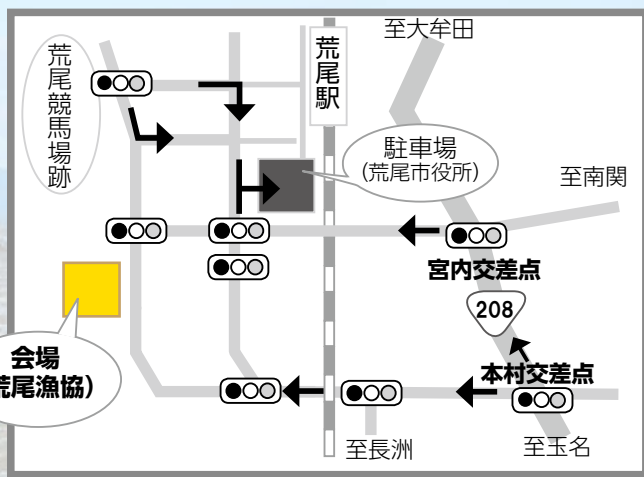 至大牟田
荒尾駅
荒尾競馬場跡
駐車場
(荒尾市役所)
至南関
宮内交差点
208
会場
荒尾漁協)
本村交差点
至長洲
至玉名